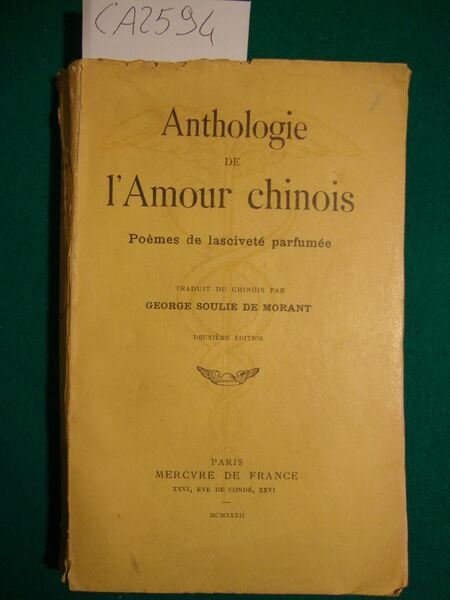 CA2594
Anthologie
DE
l'Amour chinois
Poèmes de lasciveté parfumée
TRADUIT DU CHINOIS PAR
GEORGE SOULIÉ DE MORANT
DEUXIÈME ÉDITION
PARIS
MERCVRE DE FRANCE
XXVI, RVE DE CONDÉ, XXVI
MCMXXXII